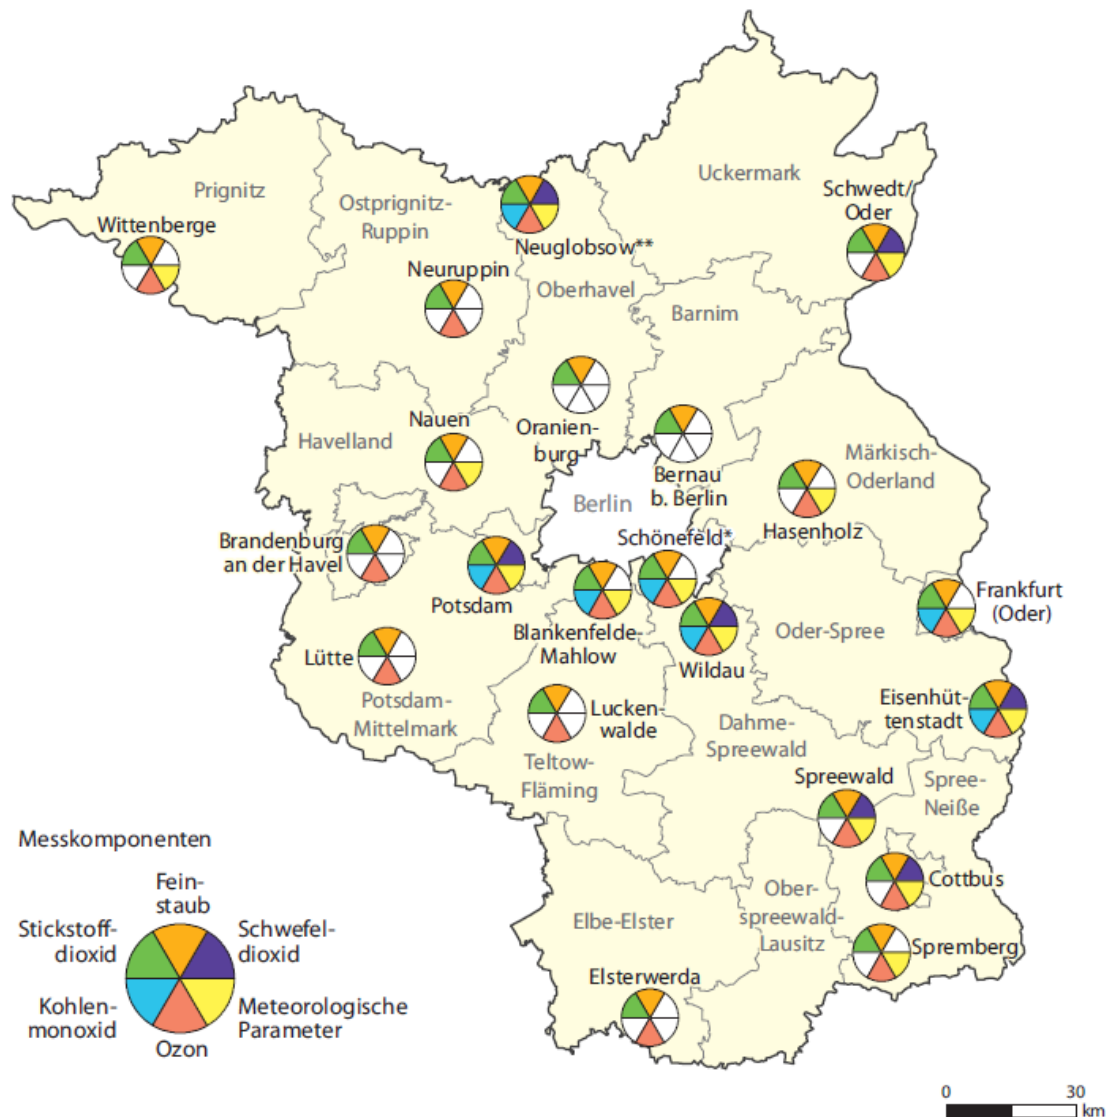 Uckermark
Prignitz
Schwedt/
Oder
Ostprignitz-
Ruppin
Wittenberge
Neuglobsow**
Neuruppin
Oberhavel
Barnim
Nauen
Oranien-
burg
Havelland
Märkisch-
Oderland
Bernau
b. Berlin
Berlin
Hasenholz
Schönefeld*
Brandenburg
an der Havel
Frankfurt
(Oder)
Potsdam
Blankenfelde-
Mahlow
Oder-Spree
Lütte
Wildau
Potsdam-
Mittelmark
Lucken-
walde
Eisenhüt-
tenstadt
Dahme-
Spreewald
Teltow-
Fläming
Spreewald
Spree-
Neiße
Cottbus
Ober-
spreewald-
Lausitz
Elbe-Elster
Spremberg
Elsterwerda
Messkomponenten
Fein-
staub
Stickstoff-
dioxid
Schwefel-
dioxid
Kohlen-
monoxid
Meteorologische
Parameter
Ozon
0 30
km